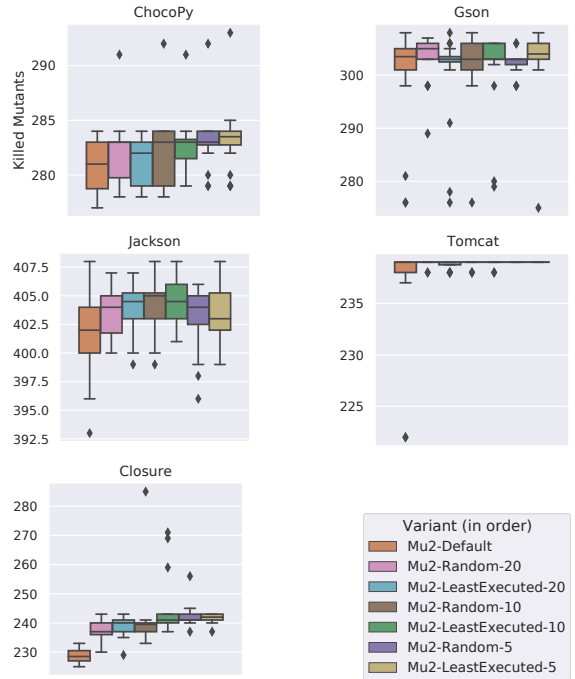 ChocoPy
Gson
Killed Mutants
290
285
280
300
290
280
Jackson
Tomcat
407.5
405.0
402.5
400.0
397.5
395.0
392.5
235
230
225
Closure
280
270
260
250
240
230
Variant (in order)
Mu2-Default
Mu2-Random-20
Mu2-LeastExecuted-20
Mu2-Random-10
Mu2-LeastExecuted-10
Mu2-Random-5
Mu2-LeastExecuted-5